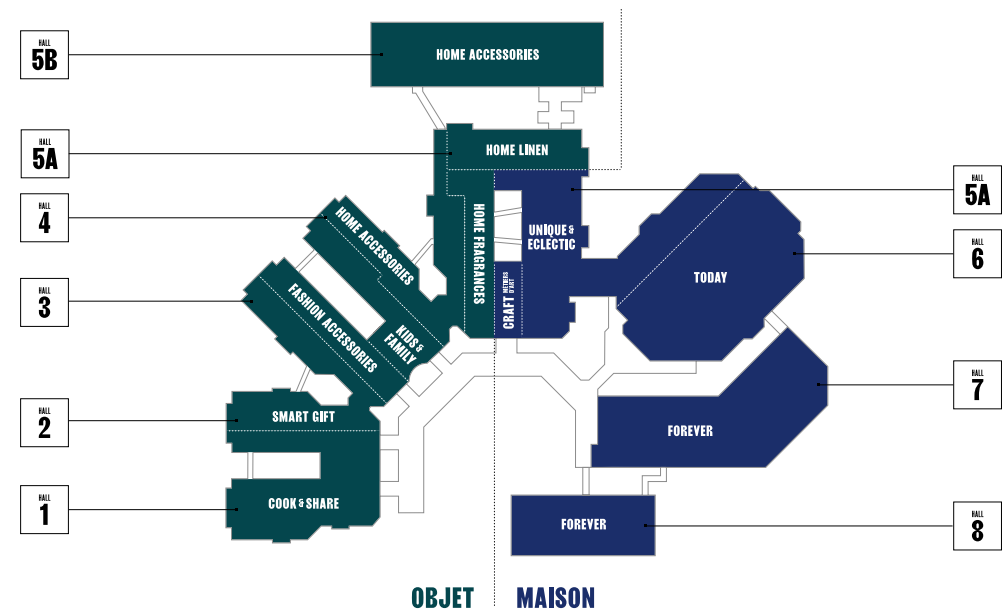 HALL
5B
HOME ACCESSORIES
HALL
5A
HOME LINEN
HALL
5A
HALL
4
HOME ACCESSORIES
HOME FRAGRANCES
UNIQUE & ECLECTIC
CRAFT MÉTIERS D'ART
HALL
6
TODAY
HALL
3
FASHION ACCESSORIES
KIDS & FAMILY
HALL
7
FOREVER
HALL
2
SMART GIFT
HALL
1
COOK & SHARE
HALL
8
FOREVER
OBJET
MAISON